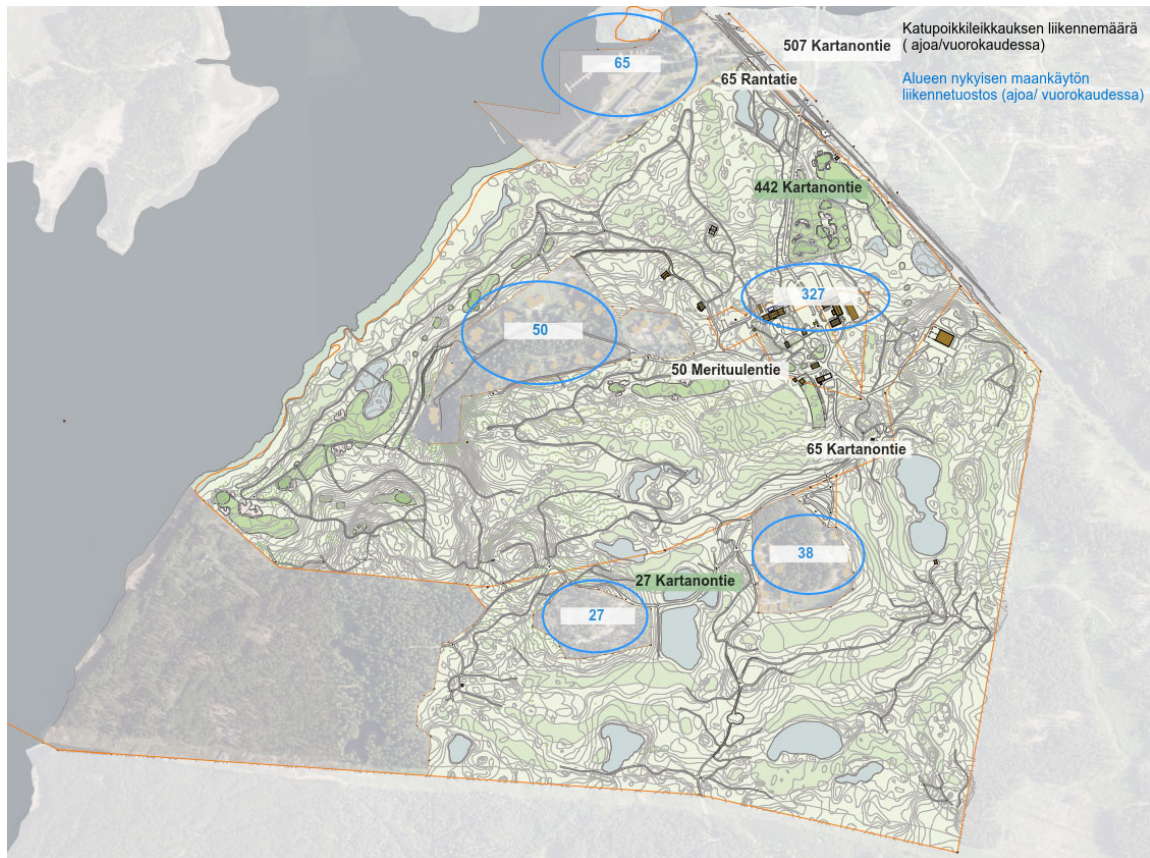 Katupoikkileikkauksen liikennemäärä
( ajoa/vuorokaudessa)
507 Kartanontie
65
65 Rantatie
Alueen nykyisen maankäytön
liikennetuostos (ajoa/ vuorokaudessa)
442 Kartanontie
327
50
50 Merituulentie
65 Kartanontie
38
27 Kartanontie
27